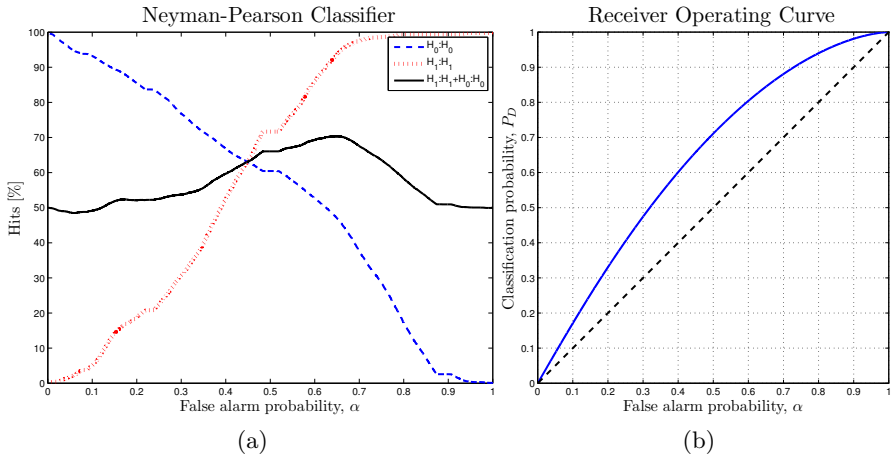 Neyman-Pearson Classifier
Hits [%]
100
90
80
70
60
50
40
30
20
10
0
H0:H0
H1:H1
H1:H1+H0:H0
0 0.1 0.2 0.3 0.4 0.5 0.6 0.7 0.8 0.9 1
False alarm probability, α
(a)
Receiver Operating Curve
Classification probability, P_D
1
0.9
0.8
0.7
0.6
0.5
0.4
0.3
0.2
0.1
0
0 0.1 0.2 0.3 0.4 0.5 0.6 0.7 0.8 0.9 1
False alarm probability, α
(b)